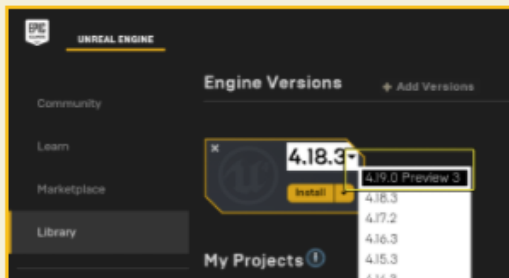 EPIC
UNREAL ENGINE
Engine Versions
+ Add Versions
Community
Learn
4.18.3
4.19.0 Preview 3
Install
4.18.3
Marketplace
4.17.2
4.16.3
Library
4.15.3
My Projects